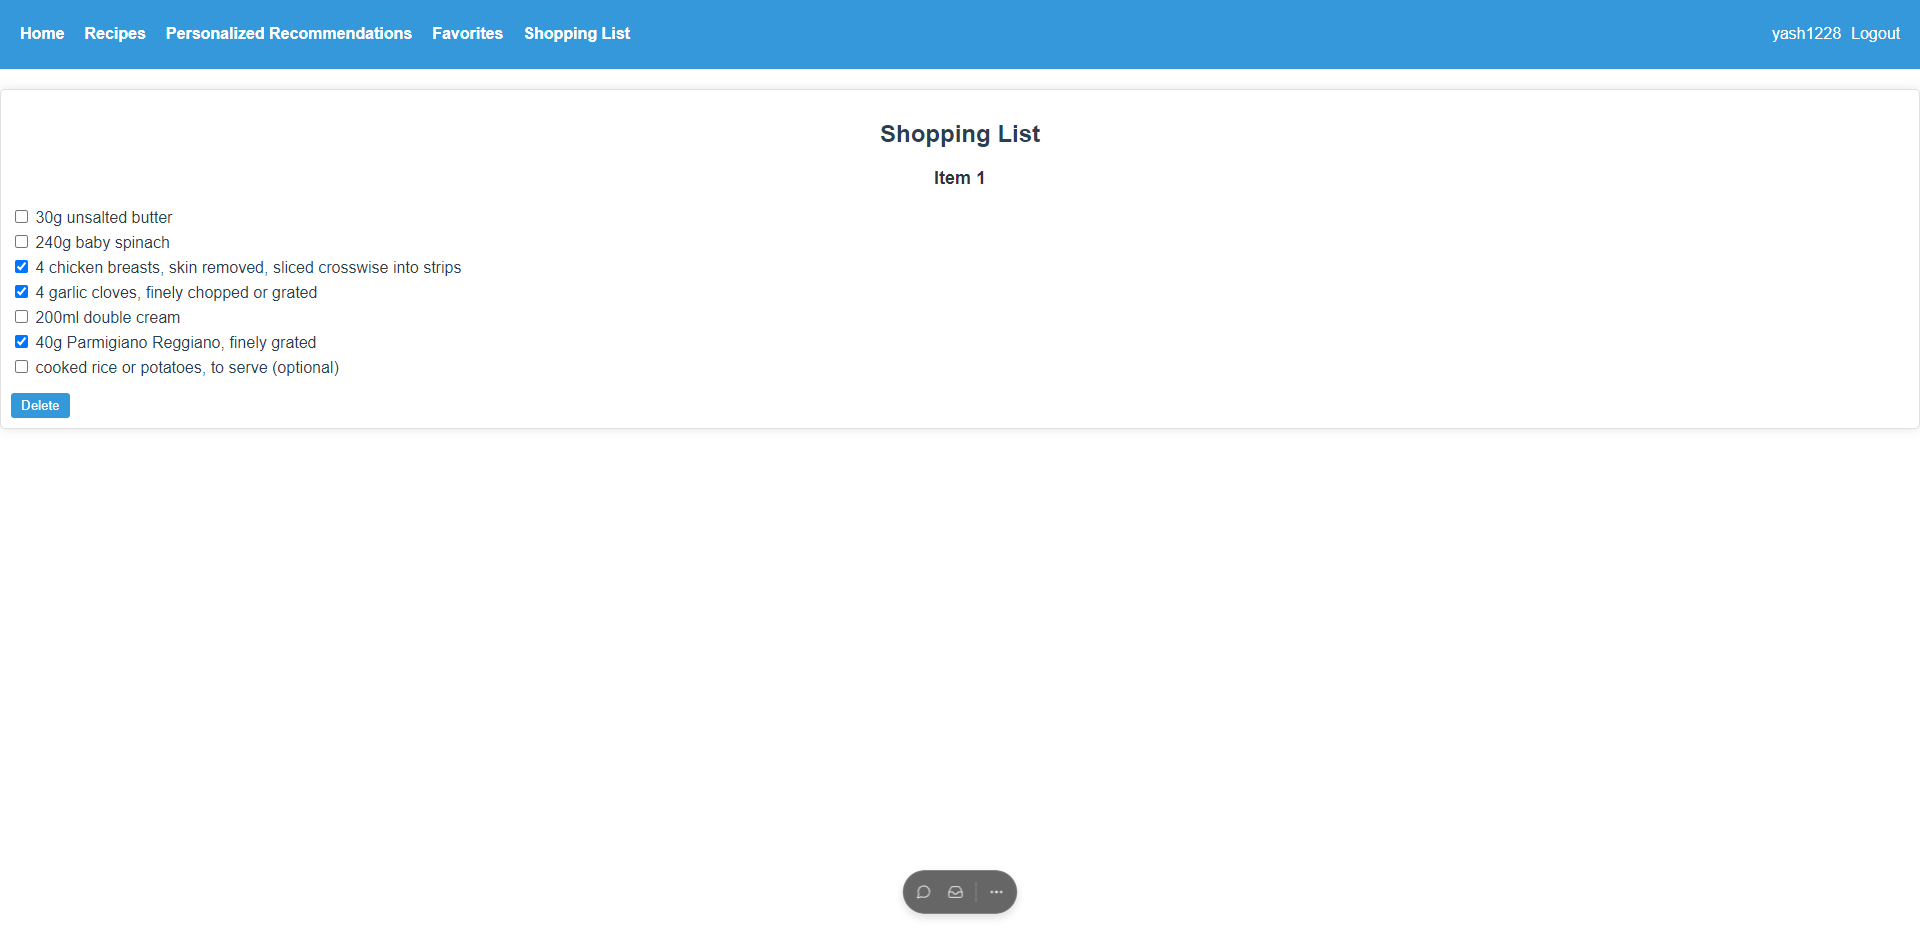 Home Recipes Personalized Recommendations Favorites Shopping List yash1228 Logout
Shopping List
Item 1
30g unsalted butter
240g baby spinach
4 chicken breasts, skin removed, sliced crosswise into strips
4 garlic cloves, finely chopped or grated
200ml double cream
40g Parmigiano Reggiano, finely grated
cooked rice or potatoes, to serve (optional)
Delete